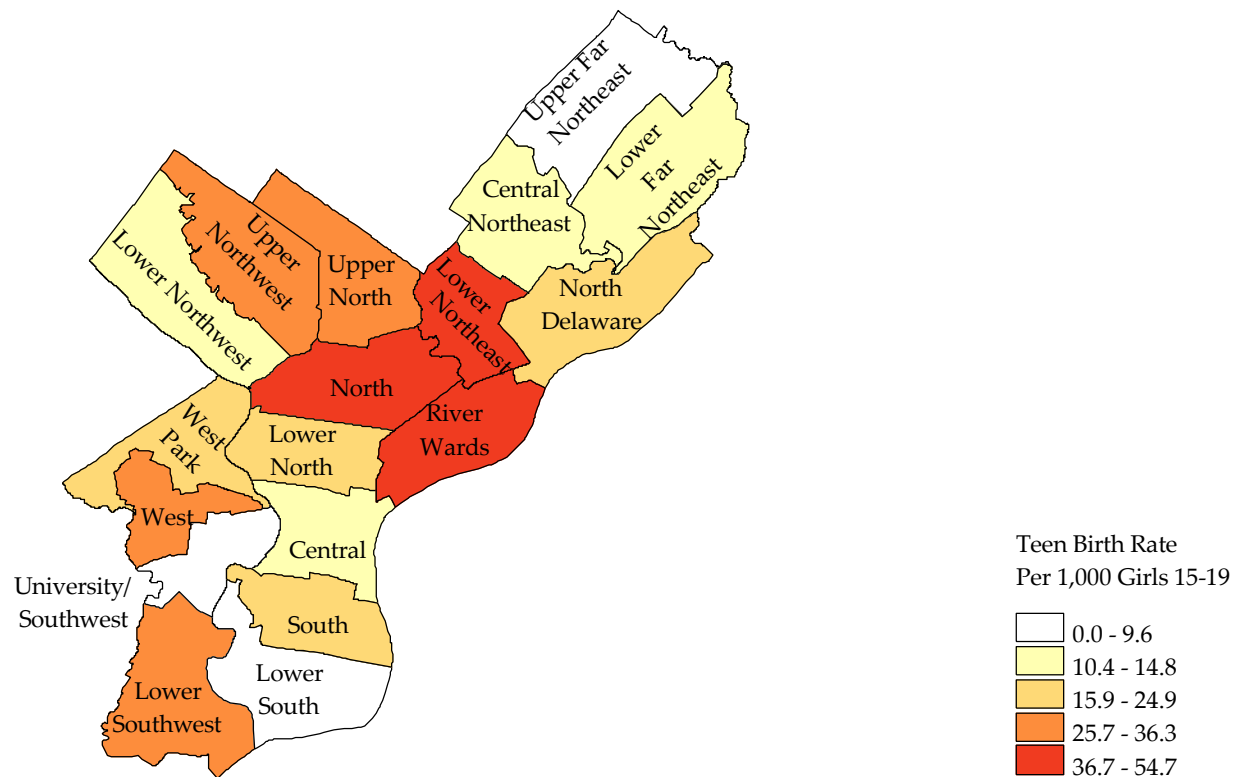 Upper Far
Northeast
Lower
Far
Northeast
Central
Northeast
Upper
Northwest
Lower Northwest
Upper
North
Lower
Northeast
North
Delaware
North
River
Wards
West
Park
Lower
North
West
Central
University/
Southwest
South
Lower
South
Lower
Southwest
Teen Birth Rate
Per 1,000 Girls 15-19
0.0 - 9.6
10.4 - 14.8
15.9 - 24.9
25.7 - 36.3
36.7 - 54.7